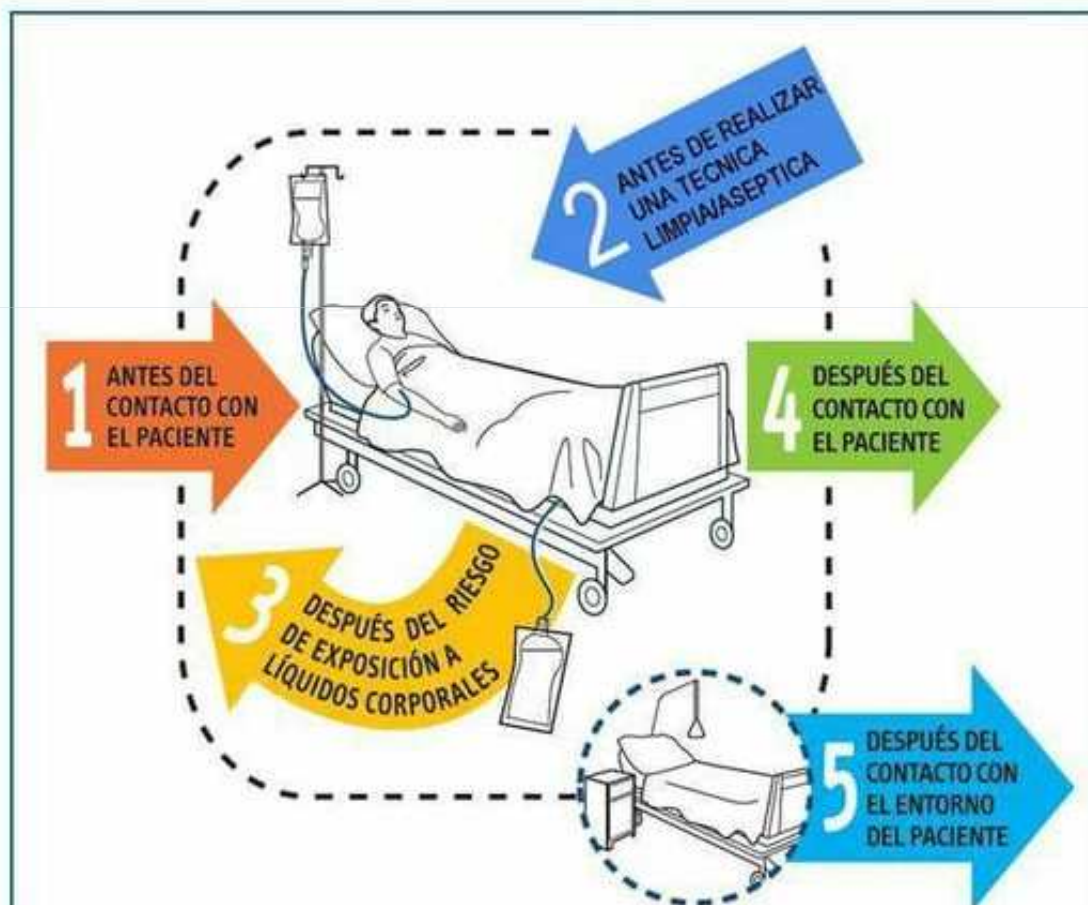 1
ANTES DEL
CONTACTO CON
EL PACIENTE
2
ANTES DE REALIZAR
UNA TECNICA
LIMPIA/ASEPTICA
3
DESPUÉS DEL RIESGO
DE EXPOSICIÓN A
LÍQUIDOS CORPORALES
4
DESPUÉS DEL
CONTACTO CON
EL PACIENTE
5
DESPUÉS DEL
CONTACTO CON
EL ENTORNO
DEL PACIENTE